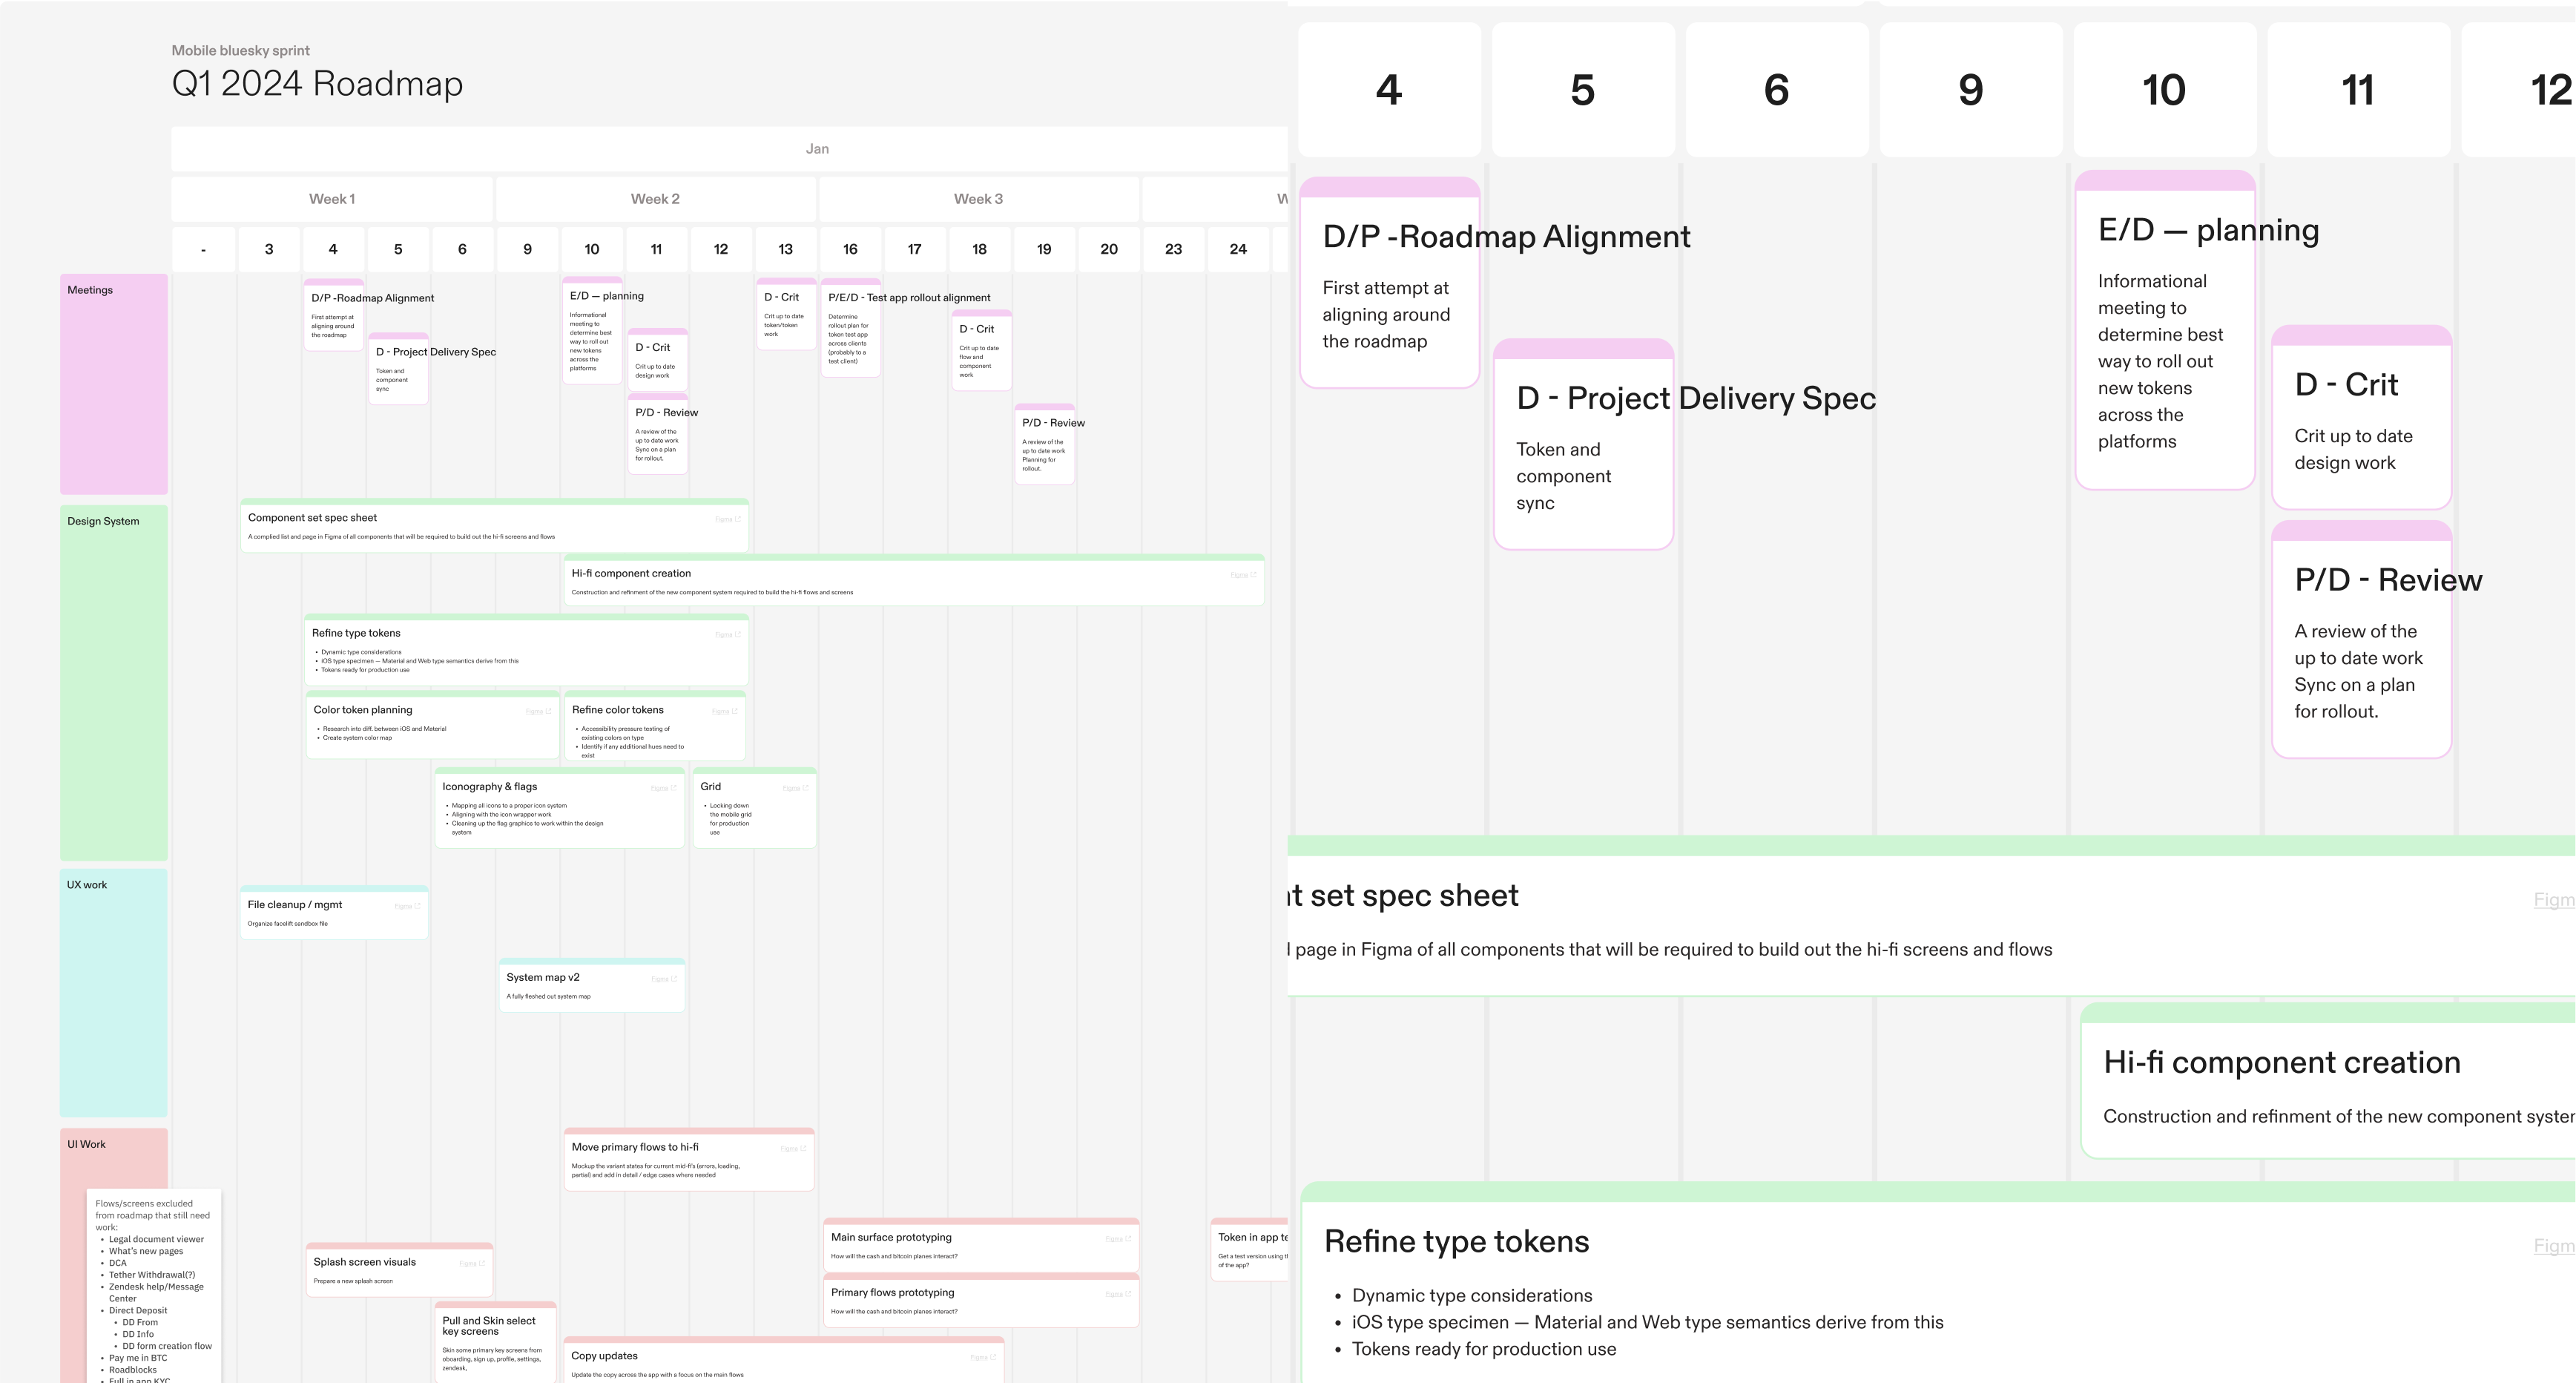 Mobile bluesky sprint
Q1 2024 Roadmap
Jan
Week 1
Week 2
Week 3
-
3
4
5
6
9
10
11
12
13
16
17
18
19
20
23
24
Meetings
D/P -Roadmap Alignment
First attempt at
aligning around
the roadmap
D - Project Delivery Spec
Token and
component
sync
E/D — planning
Informational
meeting to
determine best
way to roll out
new tokens
across the
platforms
D - Crit
Crit up to date
design work
P/D - Review
A review of the
up to date work
Sync on a plan
for rollout.
D - Crit
Crit up to date
token/token
work
P/E/D - Test app rollout alignment
Determine
rollout plan for
token test app
across clients
(probably to a
test client)
D - Crit
Crit up to date
flow and
component
work
P/D - Review
A review of the
up to date work
Planning for
rollout.
Design System
Component set spec sheet
Figma
A complied list and page in Figma of all components that will be required to build out the hi-fi screens and flows
Hi-fi component creation
Figma
Construction and refinment of the new component system required to build the hi-fi flows and screens
Refine type tokens
Figma
• Dynamic type considerations
• iOS type specimen — Material and Web type semantics derive from this
• Tokens ready for production use
Color token planning
Figma
• Research into diff. between iOS and Material
• Create system color map
Refine color tokens
Figma
• Accessibility pressure testing of
existing colors on type
• Identify if any additional hues need to
exist
Iconography & flags
Figma
• Mapping all icons to a proper icon system
• Aligning with the icon wrapper work
• Cleaning up the flag graphics to work within the design
system
Grid
Figma
• Locking down
the mobile grid
for production
use
UX work
File cleanup / mgmt
Figma
Organize facelift sandbox file
System map v2
Figma
A fully fleshed out system map
UI Work
Move primary flows to hi-fi
Figma
Mockup the variant states for current mid-fi's (errors, loading,
partial) and add in detail / edge cases where needed
Main surface prototyping
Figma
How will the cash and bitcoin planes interact?
Primary flows prototyping
Figma
How will the cash and bitcoin planes interact?
Token in app te
Get a test version using t
of the app?
Splash screen visuals
Figma
Prepare a new splash screen
Pull and Skin select
key screens
Skin some primary key screens from
oboarding, sign up, profile, settings,
zendesk,
Copy updates
Figma
Update the copy across the app with a focus on the main flows
Flows/screens excluded
from roadmap that still need
work:
• Legal document viewer
• What's new pages
• DCA
• Tether Withdrawal(?)
• Zendesk help/Message
Center
• Direct Deposit
• DD From
• DD Info
• DD form creation flow
• Pay me in BTC
• Roadblocks
• Full in app KYC
4
5
6
9
10
11
12
D/P -Roadmap Alignment
First attempt at
aligning around
the roadmap
D - Project Delivery Spec
Token and
component
sync
E/D — planning
Informational
meeting to
determine best
way to roll out
new tokens
across the
platforms
D - Crit
Crit up to date
design work
P/D - Review
A review of the
up to date work
Sync on a plan
for rollout.
t set spec sheet
Figm
page in Figma of all components that will be required to build out the hi-fi screens and flows
Hi-fi component creation
Construction and refinment of the new component syste
Refine type tokens
Figm
• Dynamic type considerations
• iOS type specimen — Material and Web type semantics derive from this
• Tokens ready for production use